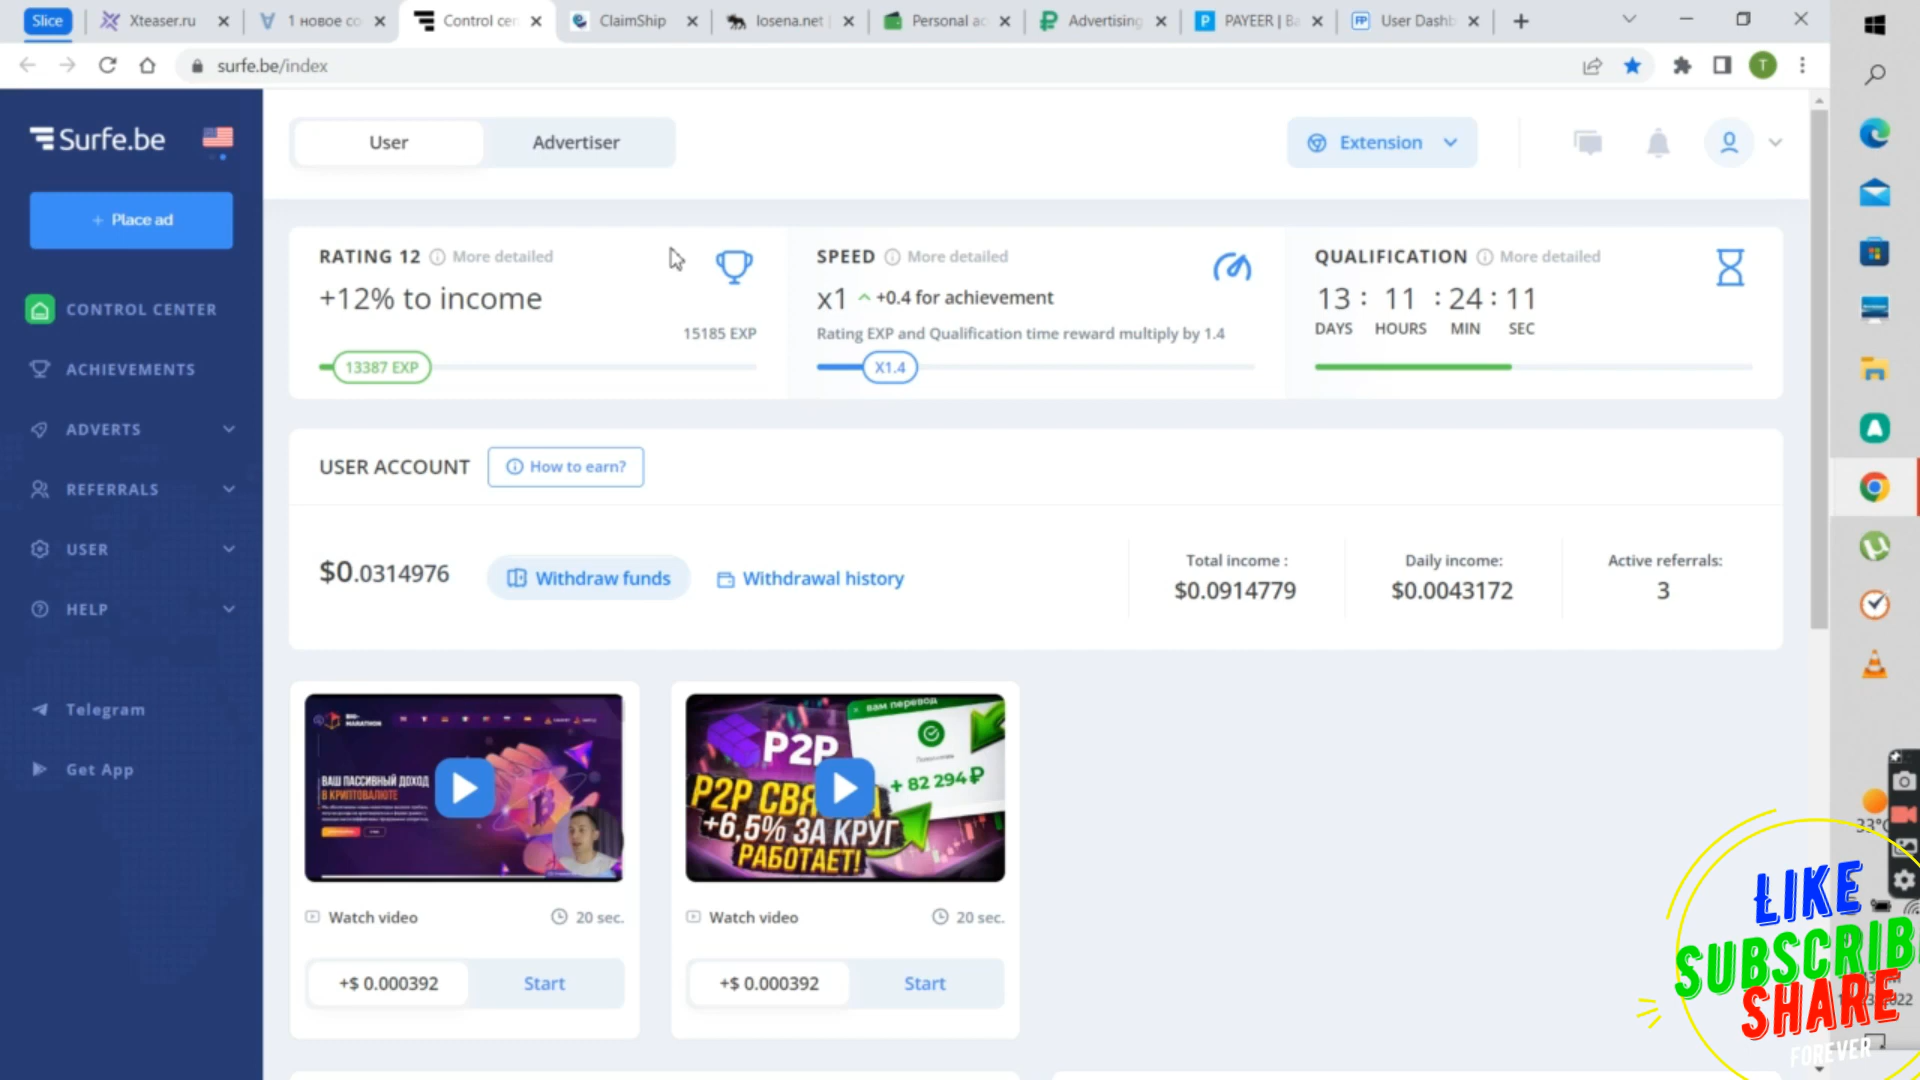 Slice
Xteaser.ru
1 новое со
Control cen
ClaimShip
losena.net |
Personal ac
Advertising
PAYEER | Ba
User Dashb
surfe.be/index
T
Surfe.be
User
Advertiser
Extension
+ Place ad
CONTROL CENTER
ACHIEVEMENTS
ADVERTS
REFERRALS
USER
HELP
Telegram
Get App
RATING 12 More detailed
+12% to income
15185 EXP
13387 EXP
SPEED More detailed
x1 +0.4 for achievement
Rating EXP and Qualification time reward multiply by 1.4
X1.4
QUALIFICATION More detailed
13 : 11 : 24 : 11
DAYS HOURS MIN SEC
USER ACCOUNT
How to earn?
$0.0314976
Withdraw funds
Withdrawal history
Total income :
$0.0914779
Daily income:
$0.0043172
Active referrals:
3
ВАШ ПАССИВНЫЙ ДОХОД
В КРИПТОВАЛЮТЕ
Watch video
20 sec.
+$ 0.000392
Start
вам перевод
P2P
+ 82 294₽
P2P СВЯ
+6,5% ЗА КРУГ
РАБОТАЕТ!
Watch video
20 sec.
+$ 0.000392
Start
33°C
LIKE
SUBSCRIB
SHARE
FOREVER